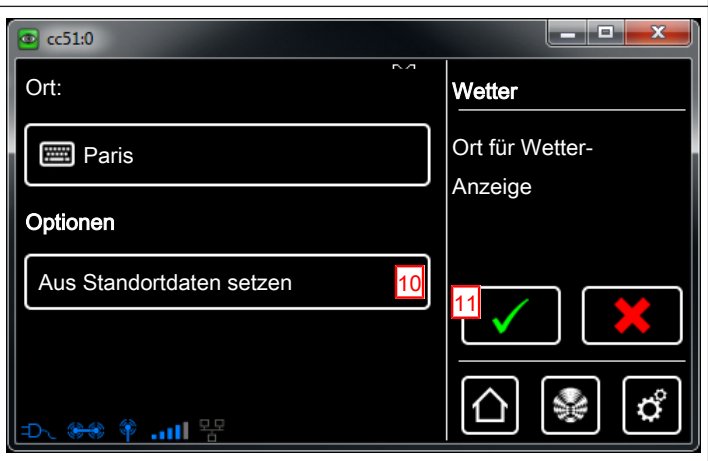 cc51:0
Ort:
Paris
Optionen
Aus Standortdaten setzen
10
Wetter
Ort für Wetter-
Anzeige
11